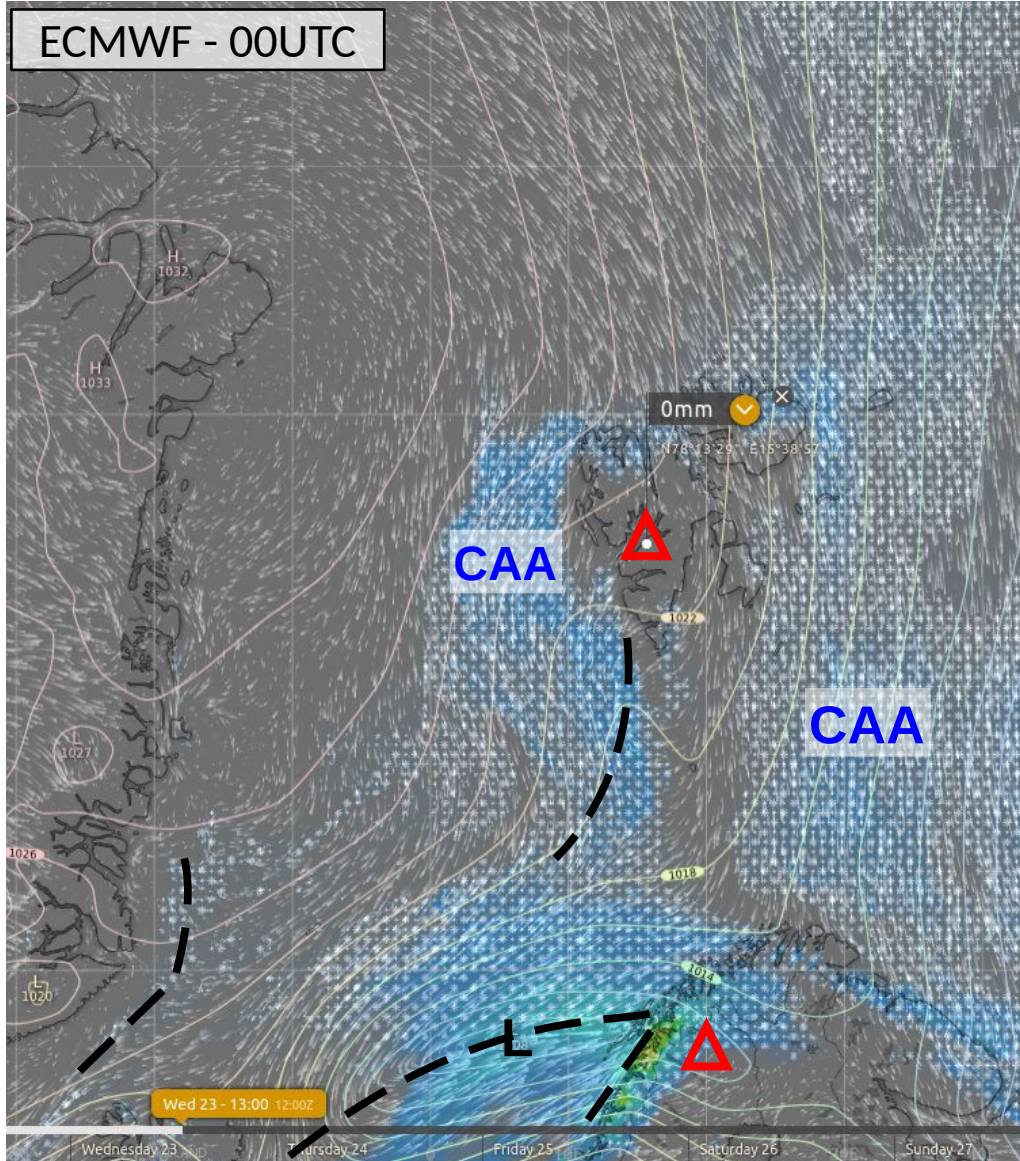 ECMWF - 00UTC
H
1032
H
1033
0mm
N78°13'29" E15°38'57"
CAA
1022
CAA
L
1027
1026
1018
1014
L
1020
L
Wed 23 - 13:00 12:00Z
Wednesday 23
Thursday 24
Friday 25
Saturday 26
Sunday 27